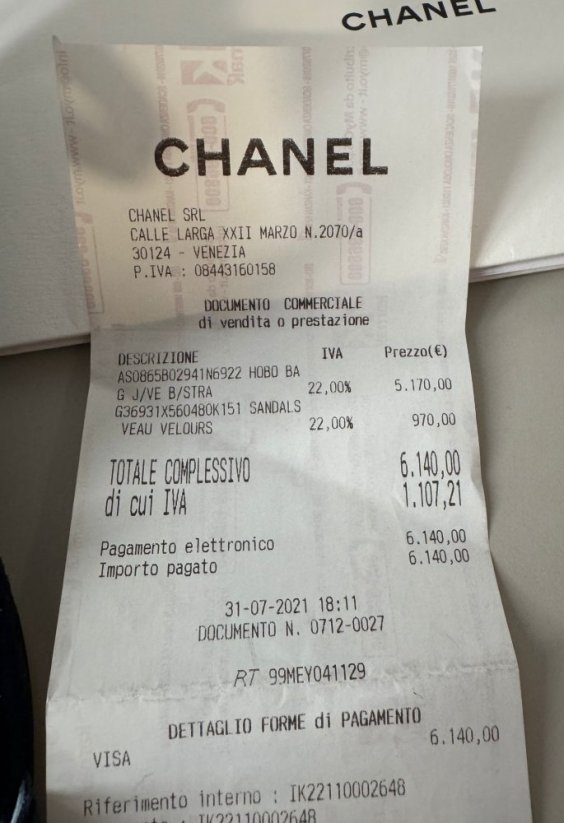 CHANEL
CHANEL
CHANEL SRL
CALLE LARGA XXII MARZO N.2070/a
30124 - VENEZIA
P.IVA : 08443160158
DOCUMENTO COMMERCIALE
di vendita o prestazione
DESCRIZIONE IVA Prezzo(€)
AS0865B02941N6922 HOBO BA
G J/VE B/STRA 22,00% 5.170,00
G36931X560480K151 SANDALS
VEAU VELOURS 22,00% 970,00
TOTALE COMPLESSIVO 6.140,00
di cui IVA 1.107,21
Pagamento elettronico 6.140,00
Importo pagato 6.140,00
31-07-2021 18:11
DOCUMENTO N. 0712-0027
RT 99MEY041129
DETTAGLIO FORME di PAGAMENTO
VISA 6.140,00
Riferimento interno : IK22110002648
: IK22110002648